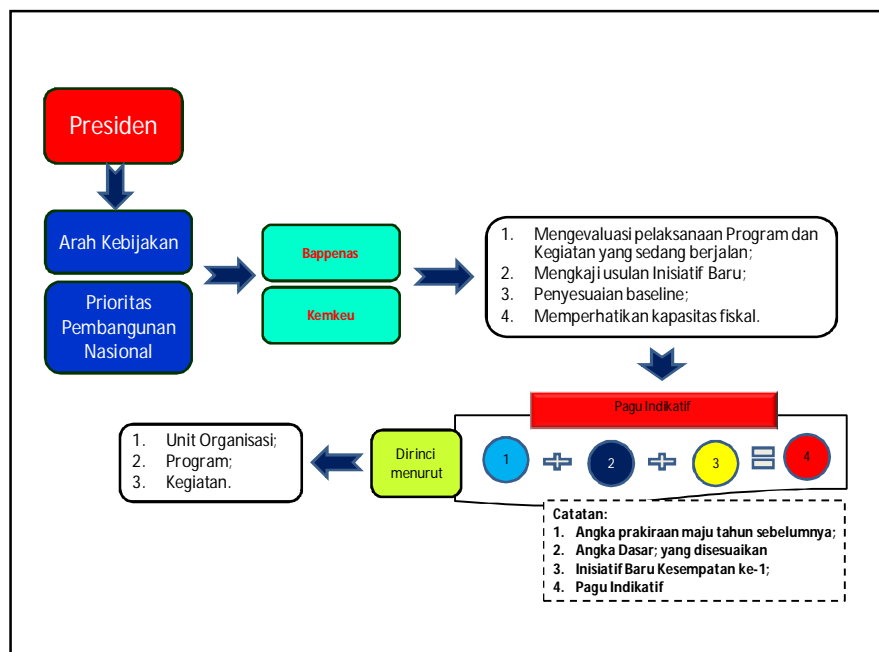 Presiden
Arah Kebijakan
Prioritas
Pembangunan
Nasional
Bappenas
Kemkeu
1. Mengevaluasi pelaksanaan Program dan
Kegiatan yang sedang berjalan;
2. Mengkaji usulan Inisiatif Baru;
3. Penyesuaian baseline;
4. Memperhatikan kapasitas fiskal.
Pagu Indikatif
1
2
3
4
Dirinci
menurut
1. Unit Organisasi;
2. Program;
3. Kegiatan.
Catatan:
1. Angka prakiraan maju tahun sebelumnya;
2. Angka Dasar; yang disesuaikan
3. Inisiatif Baru Kesempatan ke-1;
4. Pagu Indikatif